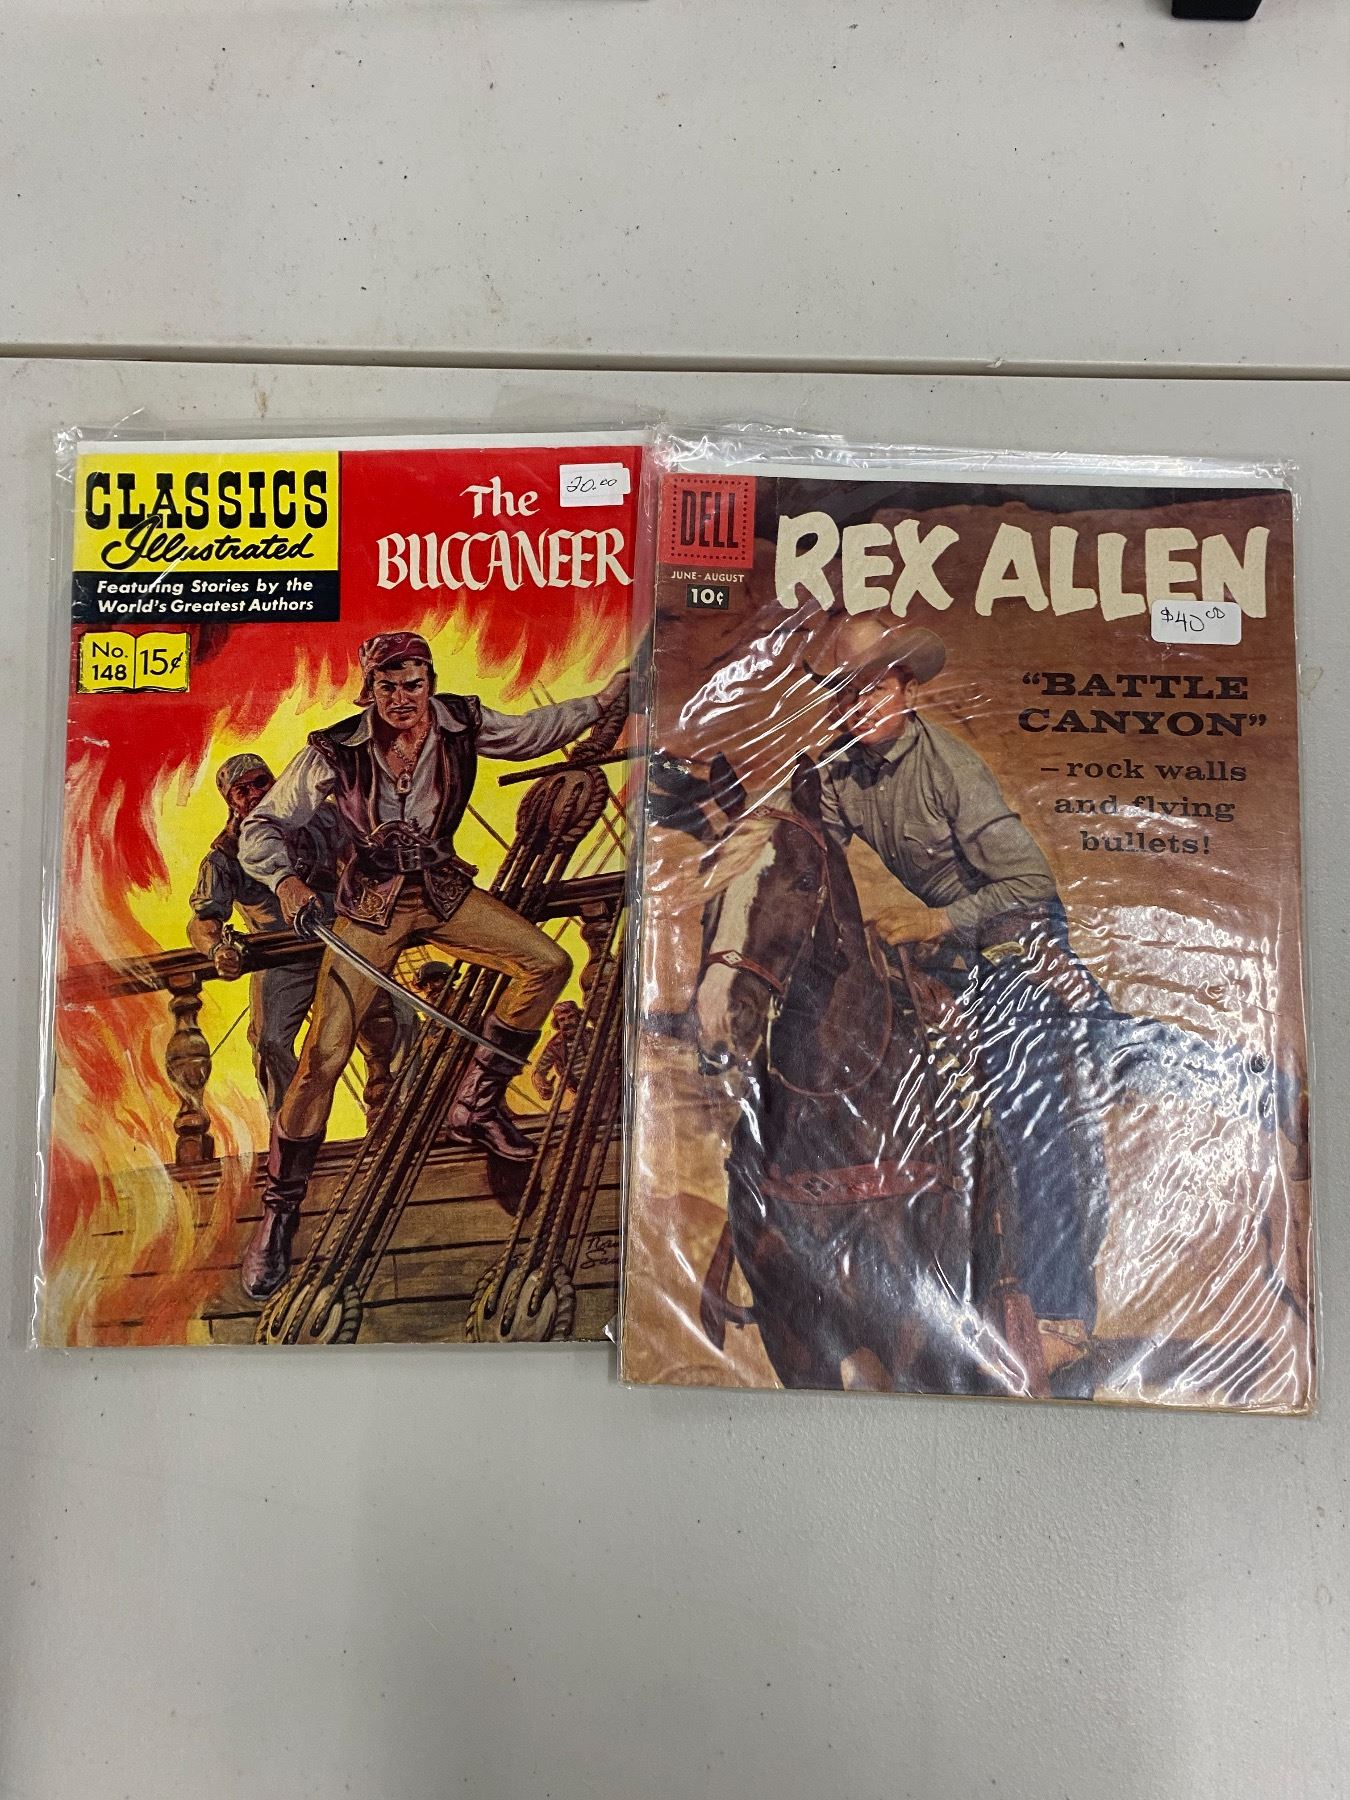 CLASSICS
Illustrated
Featuring Stories by the
World's Greatest Authors
No.
148
15¢
The
BUCCANEER
20.00
DELL
JUNE-AUGUST
10¢
REX ALLEN
$40.00
"BATTLE
CANYON"
– rock walls
and flying
bullets!